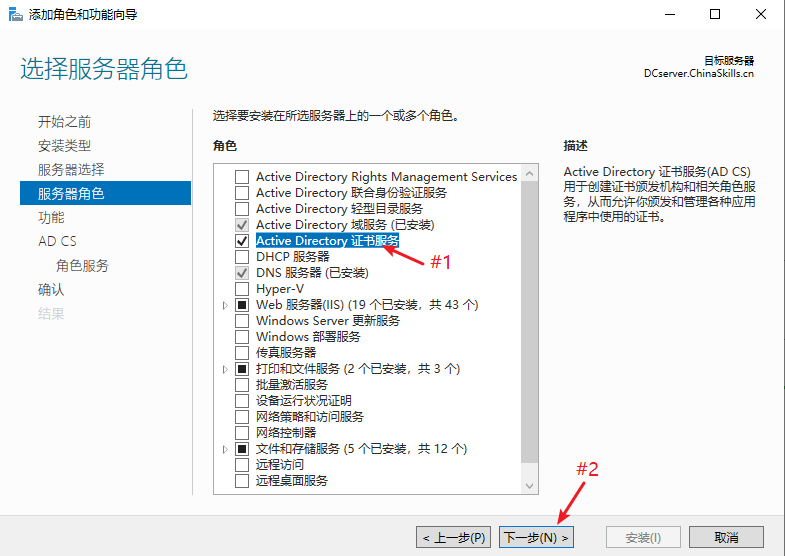 添加角色和功能向导
选择服务器角色
目标服务器
DCserver.ChinaSkills.cn
开始之前
安装类型
服务器选择
服务器角色
功能
AD CS
角色服务
确认
结果
选择要安装在所选服务器上的一个或多个角色。
角色
Active Directory Rights Management Services
Active Directory 联合身份验证服务
Active Directory 轻型目录服务
Active Directory 域服务 (已安装)
Active Directory 证书服务
DHCP 服务器
DNS 服务器 (已安装)
Hyper-V
Web 服务器(IIS) (19 个已安装，共 43 个)
Windows Server 更新服务
Windows 部署服务
传真服务器
打印和文件服务 (2 个已安装，共 3 个)
批量激活服务
设备运行状况证明
网络策略和访问服务
网络控制器
文件和存储服务 (5 个已安装，共 12 个)
远程访问
远程桌面服务
#1
描述
Active Directory 证书服务(AD CS)
用于创建证书颁发机构和相关角色服
务，从而允许你颁发和管理各种应用
程序中使用的证书。
#2
< 上一步(P)
下一步(N) >
安装(I)
取消